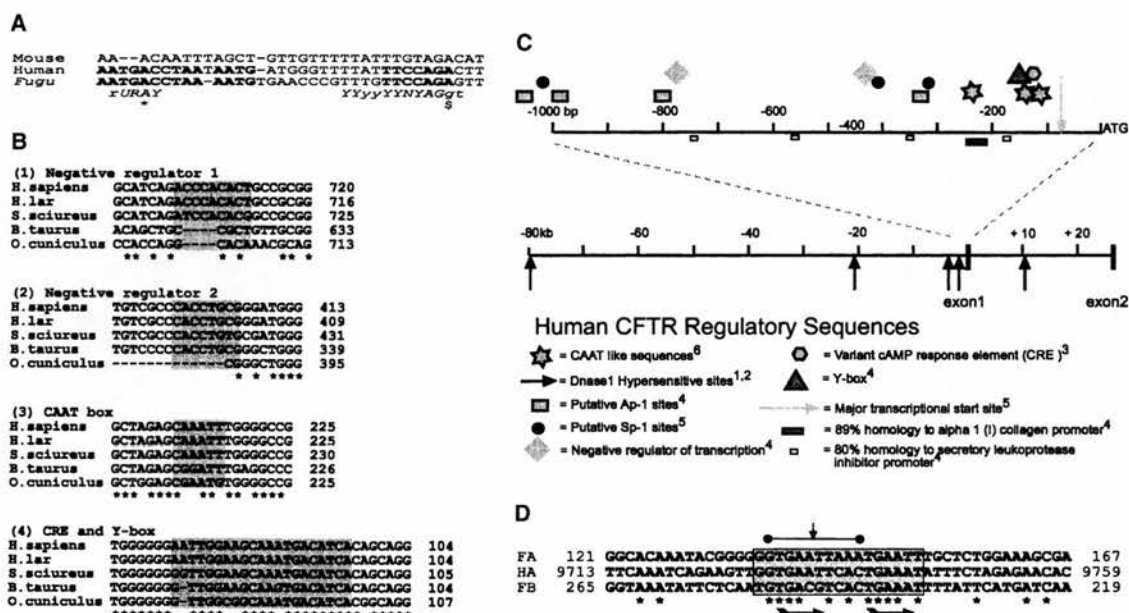 A
Mouse AA--ACAATTTAGCT-GTTGTTTTTATTTGTAGACAT
Human AATGACCTAATAATG-ATGGGTTTTATTTCCAGACTT
Fugu AATGACCTAA-AATGTGAACCCGTTTGTTCCAGAGTT
rURAY YYyyYYNYAGgt
* $
B
(1) Negative regulator 1
H.sapiens GCATCAGACCCACACTGCCGCGG 720
H.lar GCATCAGACCCACACTGCCGCGG 716
S.sciureus GCATCAGATCCACACGGCCGCGG 725
B.taurus ACAGCTGC----CGCTGTTGCGG 633
O.cuniculus CCACCAGG----CACAAACGCAG 713
** * * * * *** *
(2) Negative regulator 2
H.sapiens TGTCGCCCCACCTGCGGGATGGG 413
H.lar TGTCGCCCCACCTGCGGGATGGG 409
S.sciureus TGTCGCCCCACCTGTGCGATGGG 431
B.taurus TGTCCCCCCACCTGCGGGCTGGG 339
O.cuniculus --------------CGGGCTGGG 395
* * ****
(3) CAAT box
H.sapiens GCTAGAGCAAATTTGGGGCCG 225
H.lar GCTAGAGCAAATTTGGGGCCG 225
S.sciureus GCTAGAGCAAATTTGGGGCCG 230
B.taurus GCTAGAGCGGATTTGAGGCCC 226
O.cuniculus GCTGGAGCGAATGTGGGGCCG 225
*** **** ** ** *****
(4) CRE and Y-box
H.sapiens TGGGGGGAATTGGAAGCAAATGACATCACAGCAGG 104
H.lar TGGGGGGAATTGGAAGCAAATGACATCACAGCAGG 104
S.sciureus 105
B.taurus 104
O.cuniculus 107
C
-1000 bp -800 -600 -400 -200 ATG
-80kb -60 -40 -20 +10 +20
exon1 exon2
Human CFTR Regulatory Sequences
= CAAT like sequences6
= Dnase1 Hypersensitive sites1,2
= Putative Ap-1 sites4
= Putative Sp-1 sites5
= Negative regulator of transcription4
= Variant cAMP response element (CRE )3
= Y-box4
= Major transcriptional start site5
= 89% homology to alpha 1 (I) collagen promoter4
= 80% homology to secretory leukoprotease
inhibitor promoter4
D
FA 121 GGCACAAATACGGGGGGTGAATTAAATGAATTTGCTCTGGAAAGCGA 167
HA 9713 TTCAAATCAGAAGTTGGTGAATCACTGAAATATTTCTAGAACAC 9759
FB 265 GGTAAATATCTCAAATGTGACGTCACTGAAATTTTTCATGATCAA 219